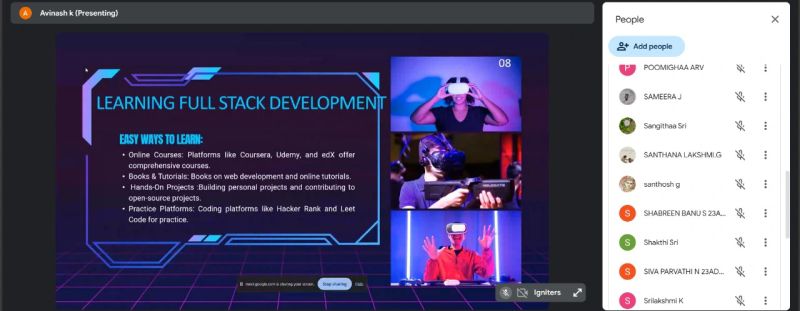 A Avinash k (Presenting)
08
LEARNING FULL STACK DEVELOPMENT
EASY WAYS TO LEARN:
• Online Courses: Platforms like Coursera, Udemy, and edX offer
comprehensive courses.
• Books & Tutorials: Books on web development and online tutorials.
• Hands-On Projects :Building personal projects and contributing to
open-source projects.
• Practice Platforms: Coding platforms like Hacker Rank and Leet
Code for practice.
meet.google.com is sharing your screen.
Stop sharing
Hide
Igniters
People
Add people
P POOMIGHAA ARV
SAMEERA J
Sangithaa Sri
SANTHANA LAKSHMI.G
santhosh g
S SHABREEN BANU S 23A...
S Shakthi Sri
S SIVA PARVATHI N 23AD...
S Srilakshmi K